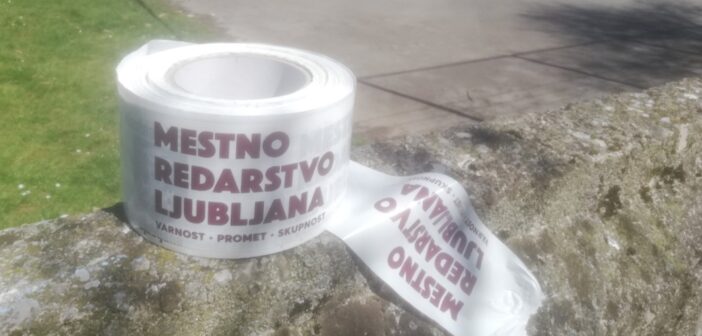 MESTNO
REDARSTVO
LJUBLJANA
VARNOST • PROMET • SKUPNOST
MESTNO
REDARSTVO
LJUBLJANA